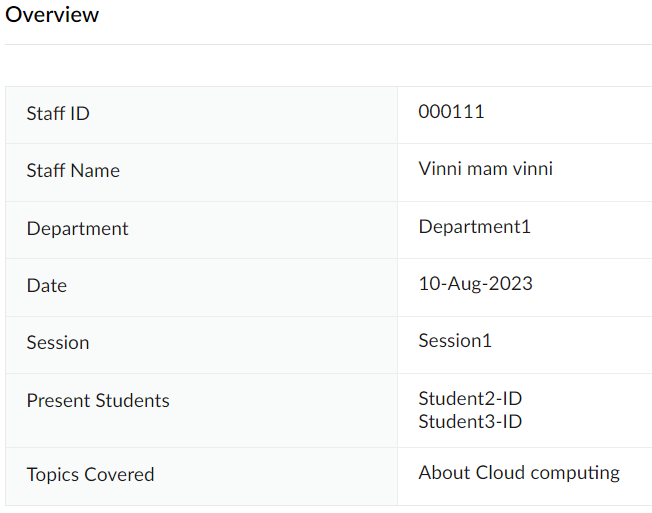 Overview
Staff ID 000111
Staff Name Vinni mam vinni
Department Department1
Date 10-Aug-2023
Session Session1
Present Students Student2-ID
Student3-ID
Topics Covered About Cloud computing